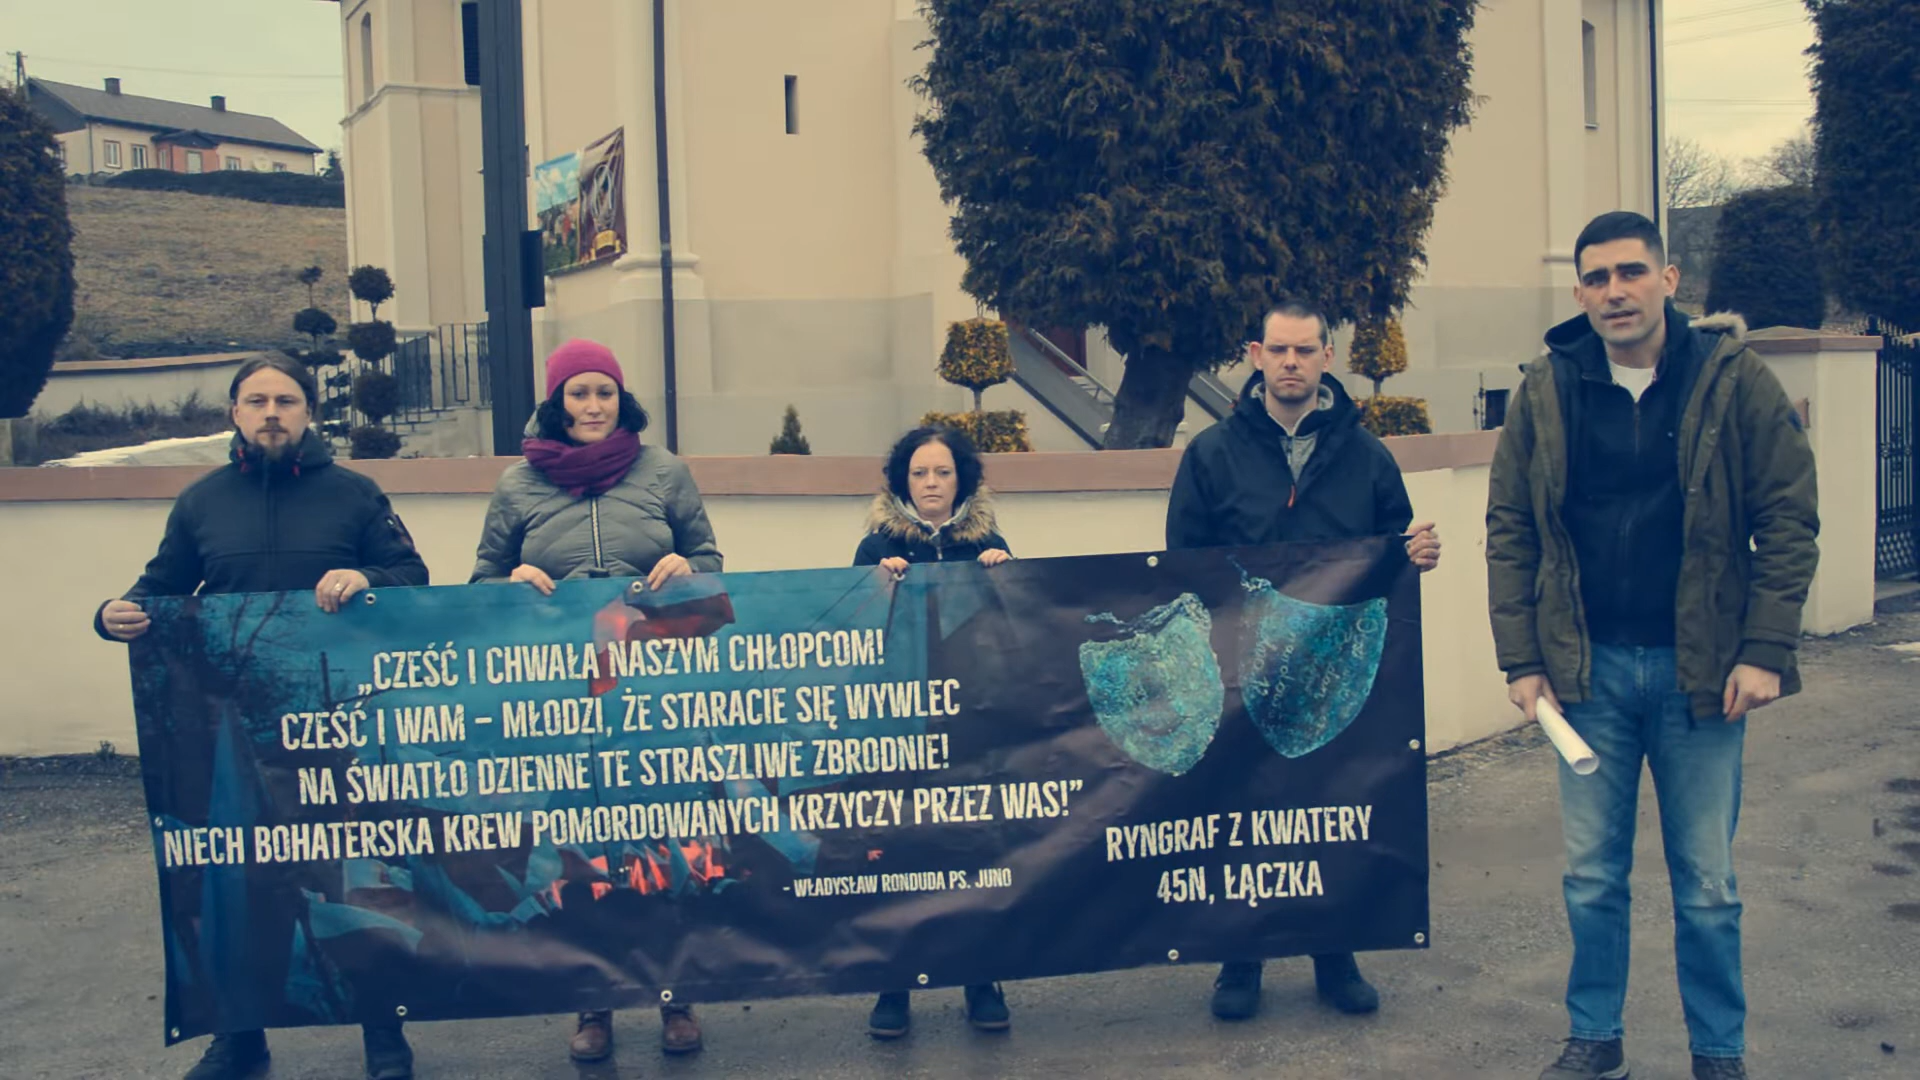 „CZEŚĆ I CHWAŁA NASZYM CHŁOPCOM!
CZEŚĆ I WAM – MŁODZI, ŻE STARACIE SIĘ WYWLEC
NA ŚWIATŁO DZIENNE TE STRASZLIWE ZBRODNIE!
NIECH BOHATERSKA KREW POMORDOWANYCH KRZYCZY PRZEZ WAS!”
- WŁADYSŁAW RONDUDA PS. JUNO
RYNGRAF Z KWATERY
45N, ŁĄCZKA